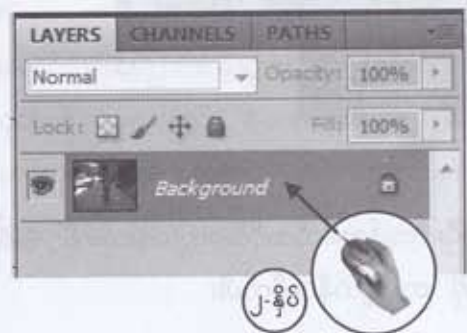 LAYERS CHANNELS PATHS
Normal Opacity: 100%
Lock: Fill: 100%
Background